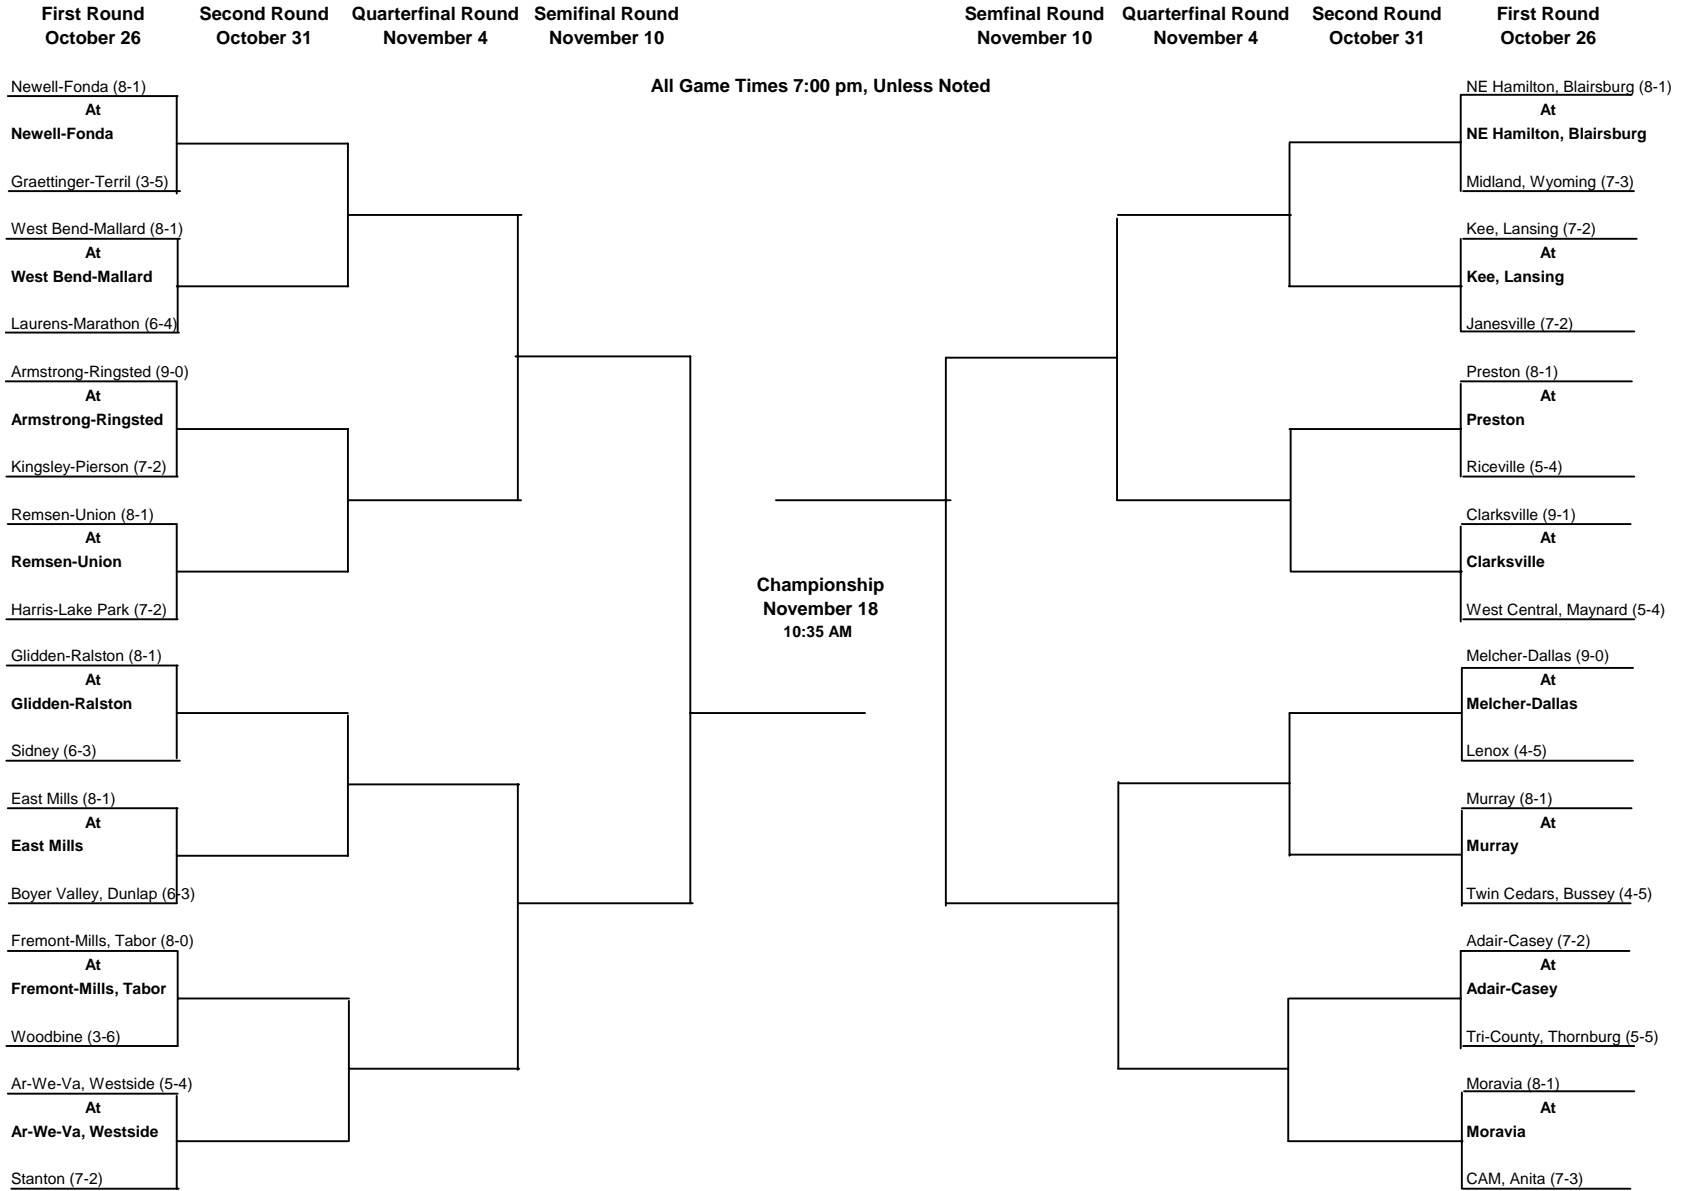 First Round
October 26
Second Round
October 31
Quarterfinal Round
November 4
Semifinal Round
November 10
Semfinal Round
November 10
Quarterfinal Round
November 4
Second Round
October 31
First Round
October 26
All Game Times 7:00 pm, Unless Noted
Newell-Fonda (8-1)
At
Newell-Fonda
Graettinger-Terril (3-5)
West Bend-Mallard (8-1)
At
West Bend-Mallard
Laurens-Marathon (6-4)
Armstrong-Ringsted (9-0)
At
Armstrong-Ringsted
Kingsley-Pierson (7-2)
Remsen-Union (8-1)
At
Remsen-Union
Harris-Lake Park (7-2)
Glidden-Ralston (8-1)
At
Glidden-Ralston
Sidney (6-3)
East Mills (8-1)
At
East Mills
Boyer Valley, Dunlap (6-3)
Fremont-Mills, Tabor (8-0)
At
Fremont-Mills, Tabor
Woodbine (3-6)
Ar-We-Va, Westside (5-4)
At
Ar-We-Va, Westside
Stanton (7-2)
Championship
November 18
10:35 AM
NE Hamilton, Blairsburg (8-1)
At
NE Hamilton, Blairsburg
Midland, Wyoming (7-3)
Kee, Lansing (7-2)
At
Kee, Lansing
Janesville (7-2)
Preston (8-1)
At
Preston
Riceville (5-4)
Clarksville (9-1)
At
Clarksville
West Central, Maynard (5-4)
Melcher-Dallas (9-0)
At
Melcher-Dallas
Lenox (4-5)
Murray (8-1)
At
Murray
Twin Cedars, Bussey (4-5)
Adair-Casey (7-2)
At
Adair-Casey
Tri-County, Thornburg (5-5)
Moravia (8-1)
At
Moravia
CAM, Anita (7-3)